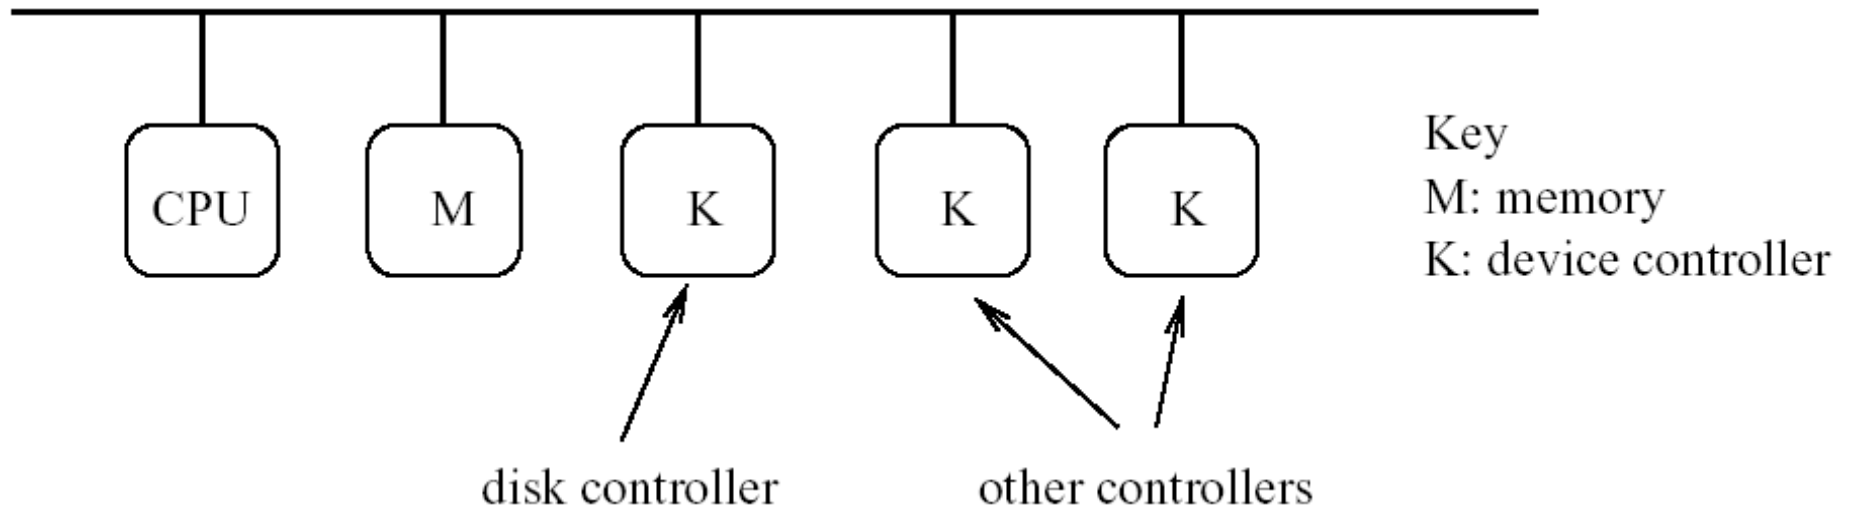 CPU
M
K
K
K
Key
M: memory
K: device controller
disk controller
other controllers